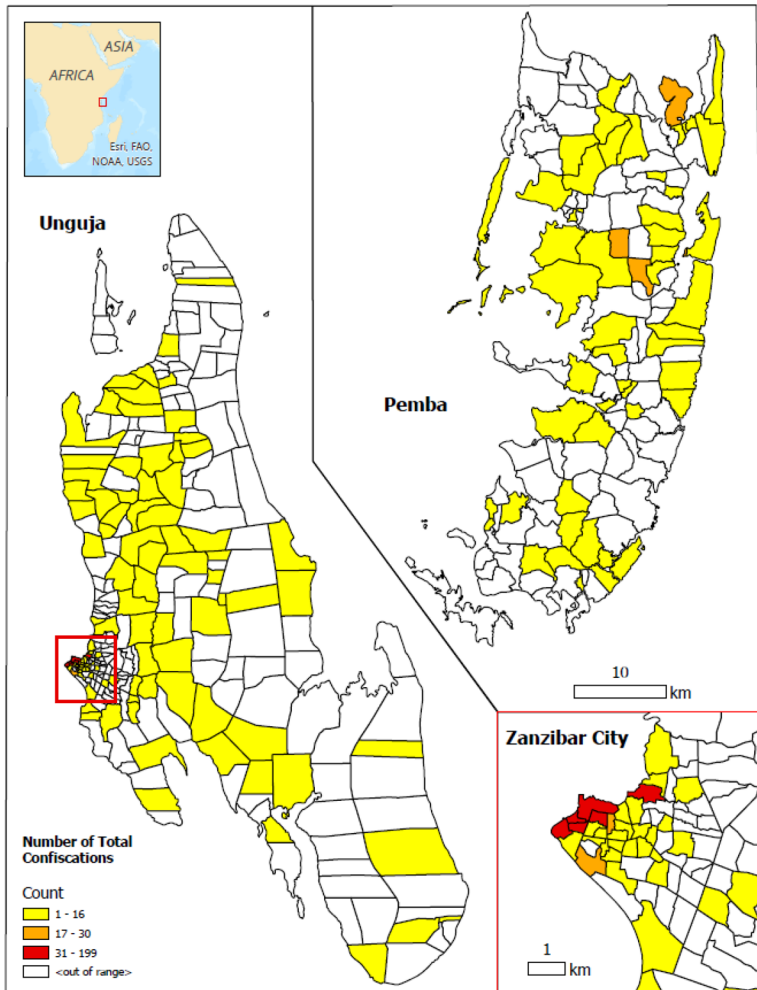 ASIA
AFRICA
Esri, FAO,
NOAA, USGS
Unguja
Pemba
10
km
Zanzibar City
1
km
Number of Total
Confiscations
Count
1 - 16
17 - 30
31 - 199
<out of range>